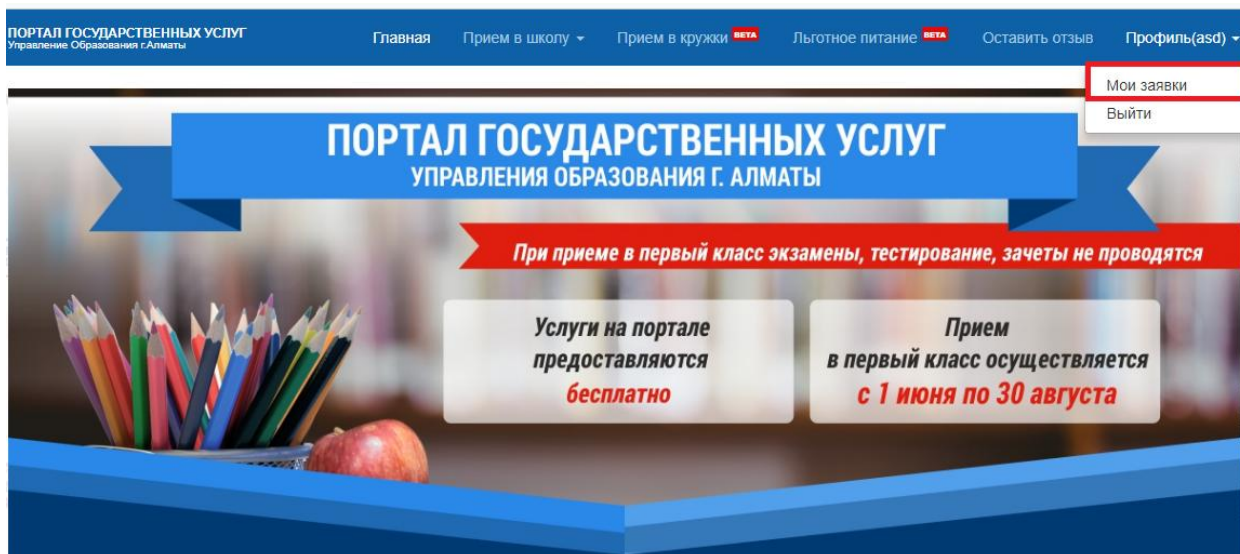 ПОРТАЛ ГОСУДАРСТВЕННЫХ УСЛУГ
Управление Образования г.Алматы
Главная
Прием в школу
Прием в кружки BETA
Льготное питание BETA
Оставить отзыв
Профиль(asd)
Мои заявки
Выйти
ПОРТАЛ ГОСУДАРСТВЕННЫХ УСЛУГ
УПРАВЛЕНИЯ ОБРАЗОВАНИЯ Г. АЛМАТЫ
При приеме в первый класс экзамены, тестирование, зачеты не проводятся
Услуги на портале
предоставляются
бесплатно
Прием
в первый класс осуществляется
с 1 июня по 30 августа